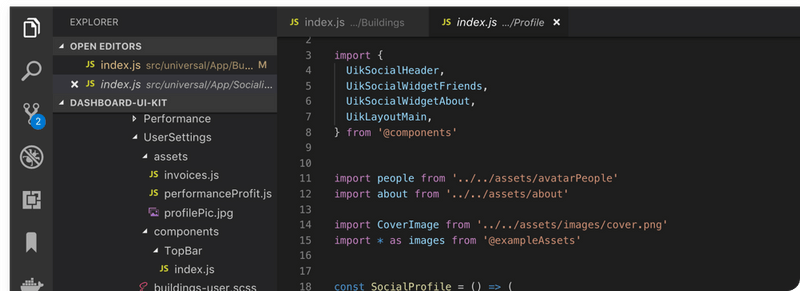 EXPLORER
OPEN EDITORS
JS index.js src/universal/App/Bu... M
JS index.js src/universal/App/Sociali...
DASHBOARD-UI-KIT
Performance
UserSettings
assets
JS invoices.js
JS performanceProfit.js
profilePic.jpg
components
TopBar
JS index.js
buildings-user.scss
2
JS index.js .../Buildings
JS index.js .../Profile
2
3 import {
4 UikSocialHeader,
5 UikSocialWidgetFriends,
6 UikSocialWidgetAbout,
7 UikLayoutMain,
8 } from '@components'
9
10
11 import people from '../../assets/avatarPeople'
12 import about from '../../assets/about'
13
14 import CoverImage from '../../assets/images/cover.png'
15 import * as images from '@exampleAssets'
16
17
18 const SocialProfile = () => (